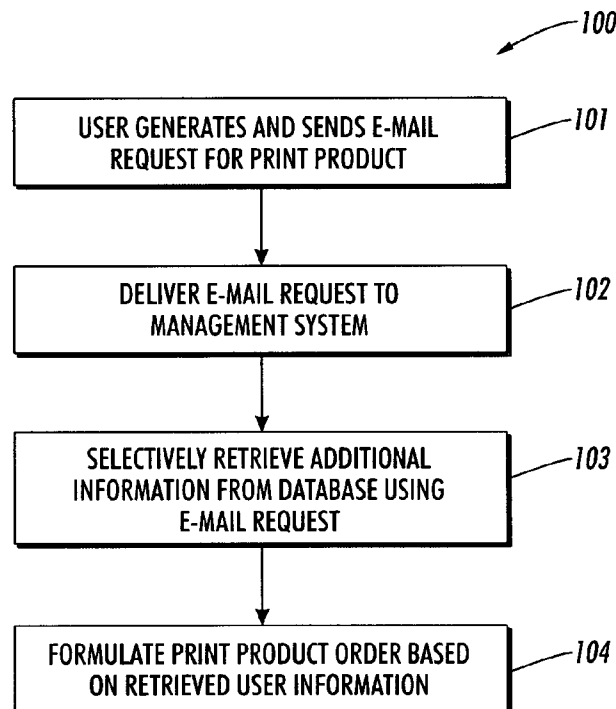 100
USER GENERATES AND SENDS E-MAIL
REQUEST FOR PRINT PRODUCT
101
DELIVER E-MAIL REQUEST TO
MANAGEMENT SYSTEM
102
SELECTIVELY RETRIEVE ADDITIONAL
INFORMATION FROM DATABASE USING
E-MAIL REQUEST
103
FORMULATE PRINT PRODUCT ORDER BASED
ON RETRIEVED USER INFORMATION
104